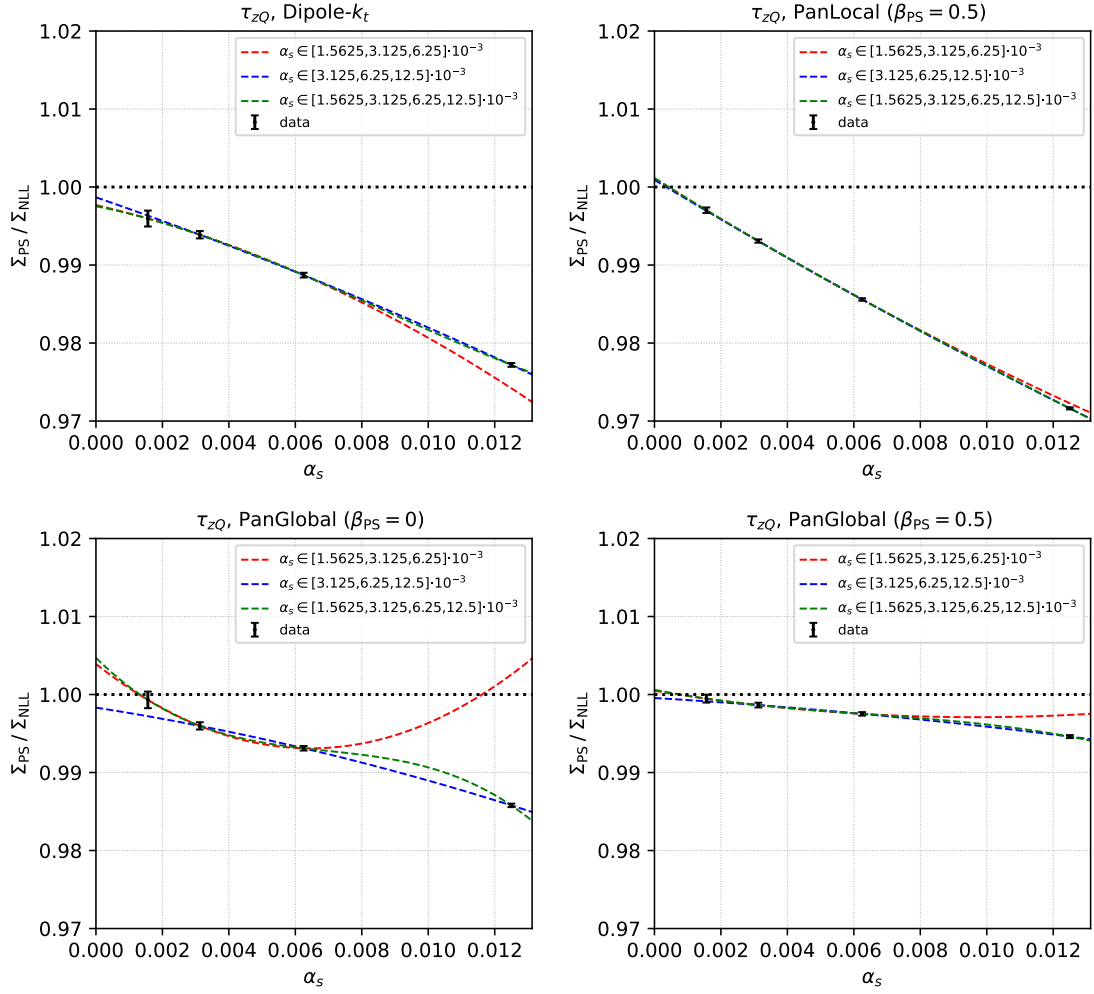 τzQ, Dipole-kt
1.02
1.01
1.00
0.99
0.98
0.97
ΣPS / ΣNLL
αs ∈ [1.5625,3.125,6.25]·10⁻³
αs ∈ [3.125,6.25,12.5]·10⁻³
αs ∈ [1.5625,3.125,6.25,12.5]·10⁻³
data
0.000 0.002 0.004 0.006 0.008 0.010 0.012
αs
τzQ, PanLocal (βPS = 0.5)
1.02
1.01
1.00
0.99
0.98
0.97
ΣPS / ΣNLL
αs ∈ [1.5625,3.125,6.25]·10⁻³
αs ∈ [3.125,6.25,12.5]·10⁻³
αs ∈ [1.5625,3.125,6.25,12.5]·10⁻³
data
0.000 0.002 0.004 0.006 0.008 0.010 0.012
αs
τzQ, PanGlobal (βPS = 0)
1.02
1.01
1.00
0.99
0.98
0.97
ΣPS / ΣNLL
αs ∈ [1.5625,3.125,6.25]·10⁻³
αs ∈ [3.125,6.25,12.5]·10⁻³
αs ∈ [1.5625,3.125,6.25,12.5]·10⁻³
data
0.000 0.002 0.004 0.006 0.008 0.010 0.012
αs
τzQ, PanGlobal (βPS = 0.5)
1.02
1.01
1.00
0.99
0.98
0.97
ΣPS / ΣNLL
αs ∈ [1.5625,3.125,6.25]·10⁻³
αs ∈ [3.125,6.25,12.5]·10⁻³
αs ∈ [1.5625,3.125,6.25,12.5]·10⁻³
data
0.000 0.002 0.004 0.006 0.008 0.010 0.012
αs